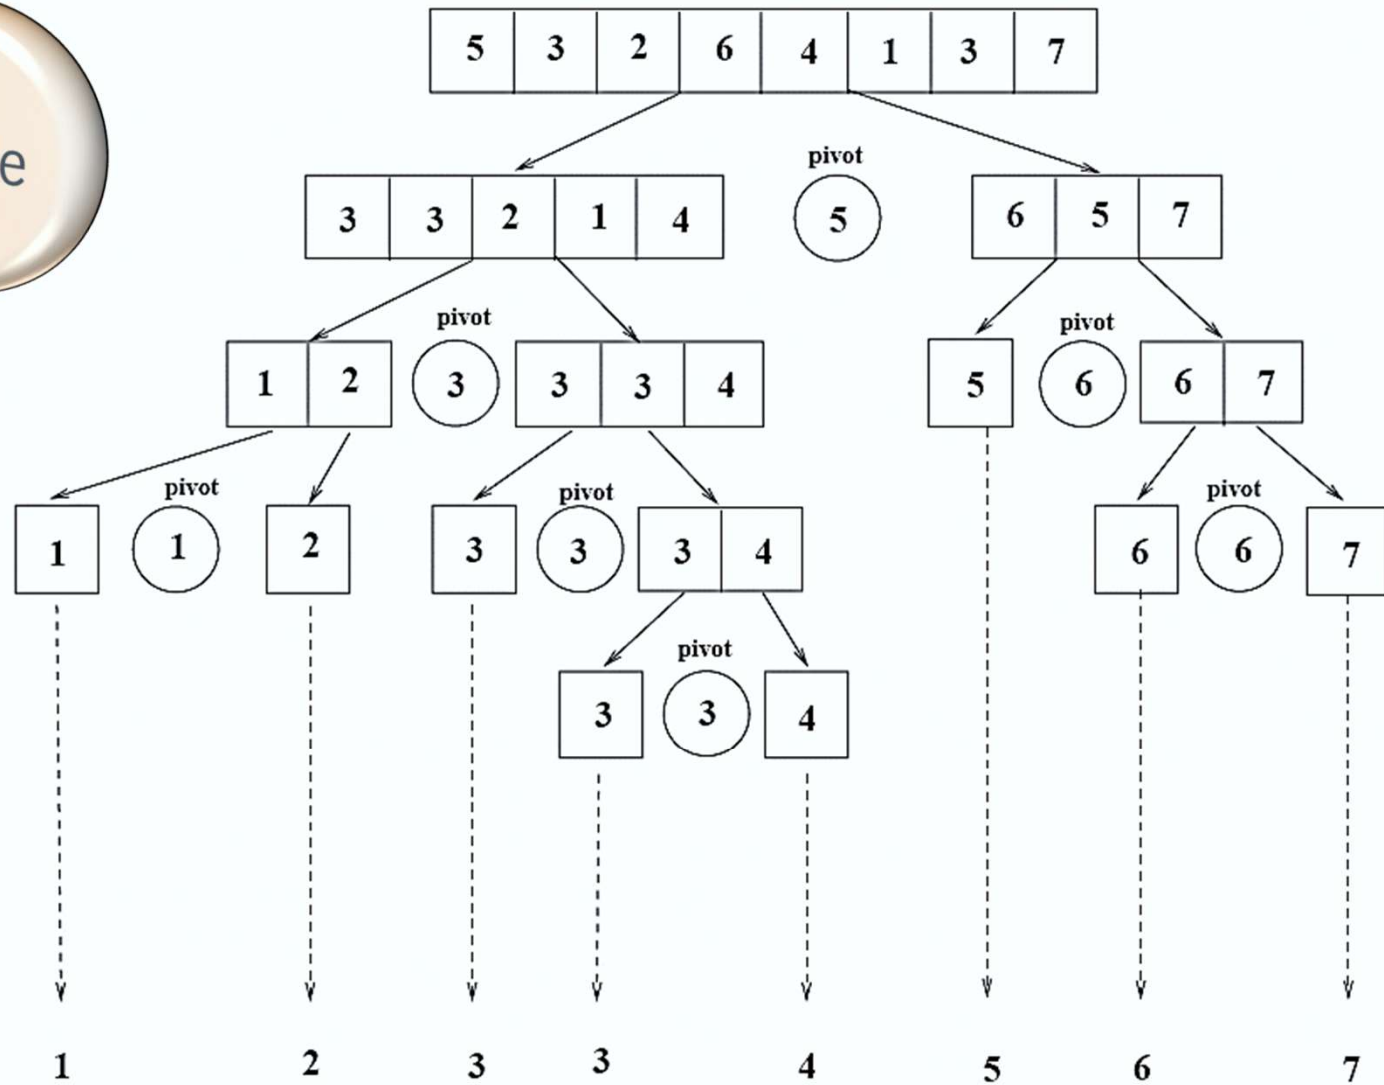 5 3 2 6 4 1 3 7
e
pivot
3 3 2 1 4 5 6 5 7
pivot pivot
1 2 3 3 3 4 5 6 6 7
pivot pivot pivot
1 1 2 3 3 3 4 6 6 7
pivot
3 3 4
1 2 3 3 4 5 6 7